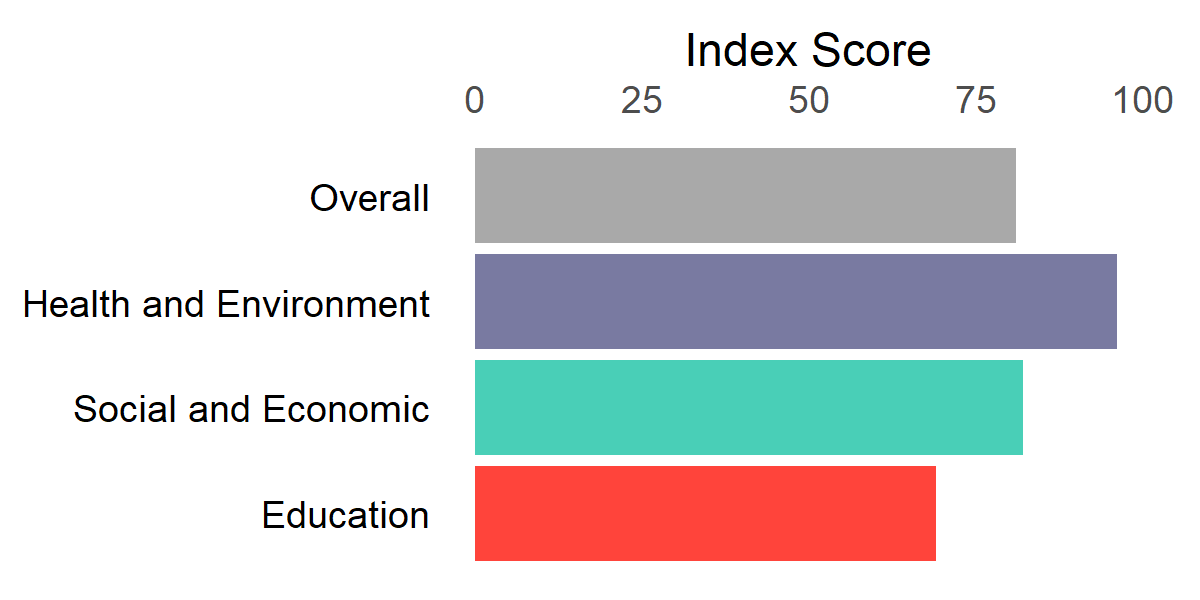 Index Score
0 25 50 75 100
Overall
Health and Environment
Social and Economic
Education